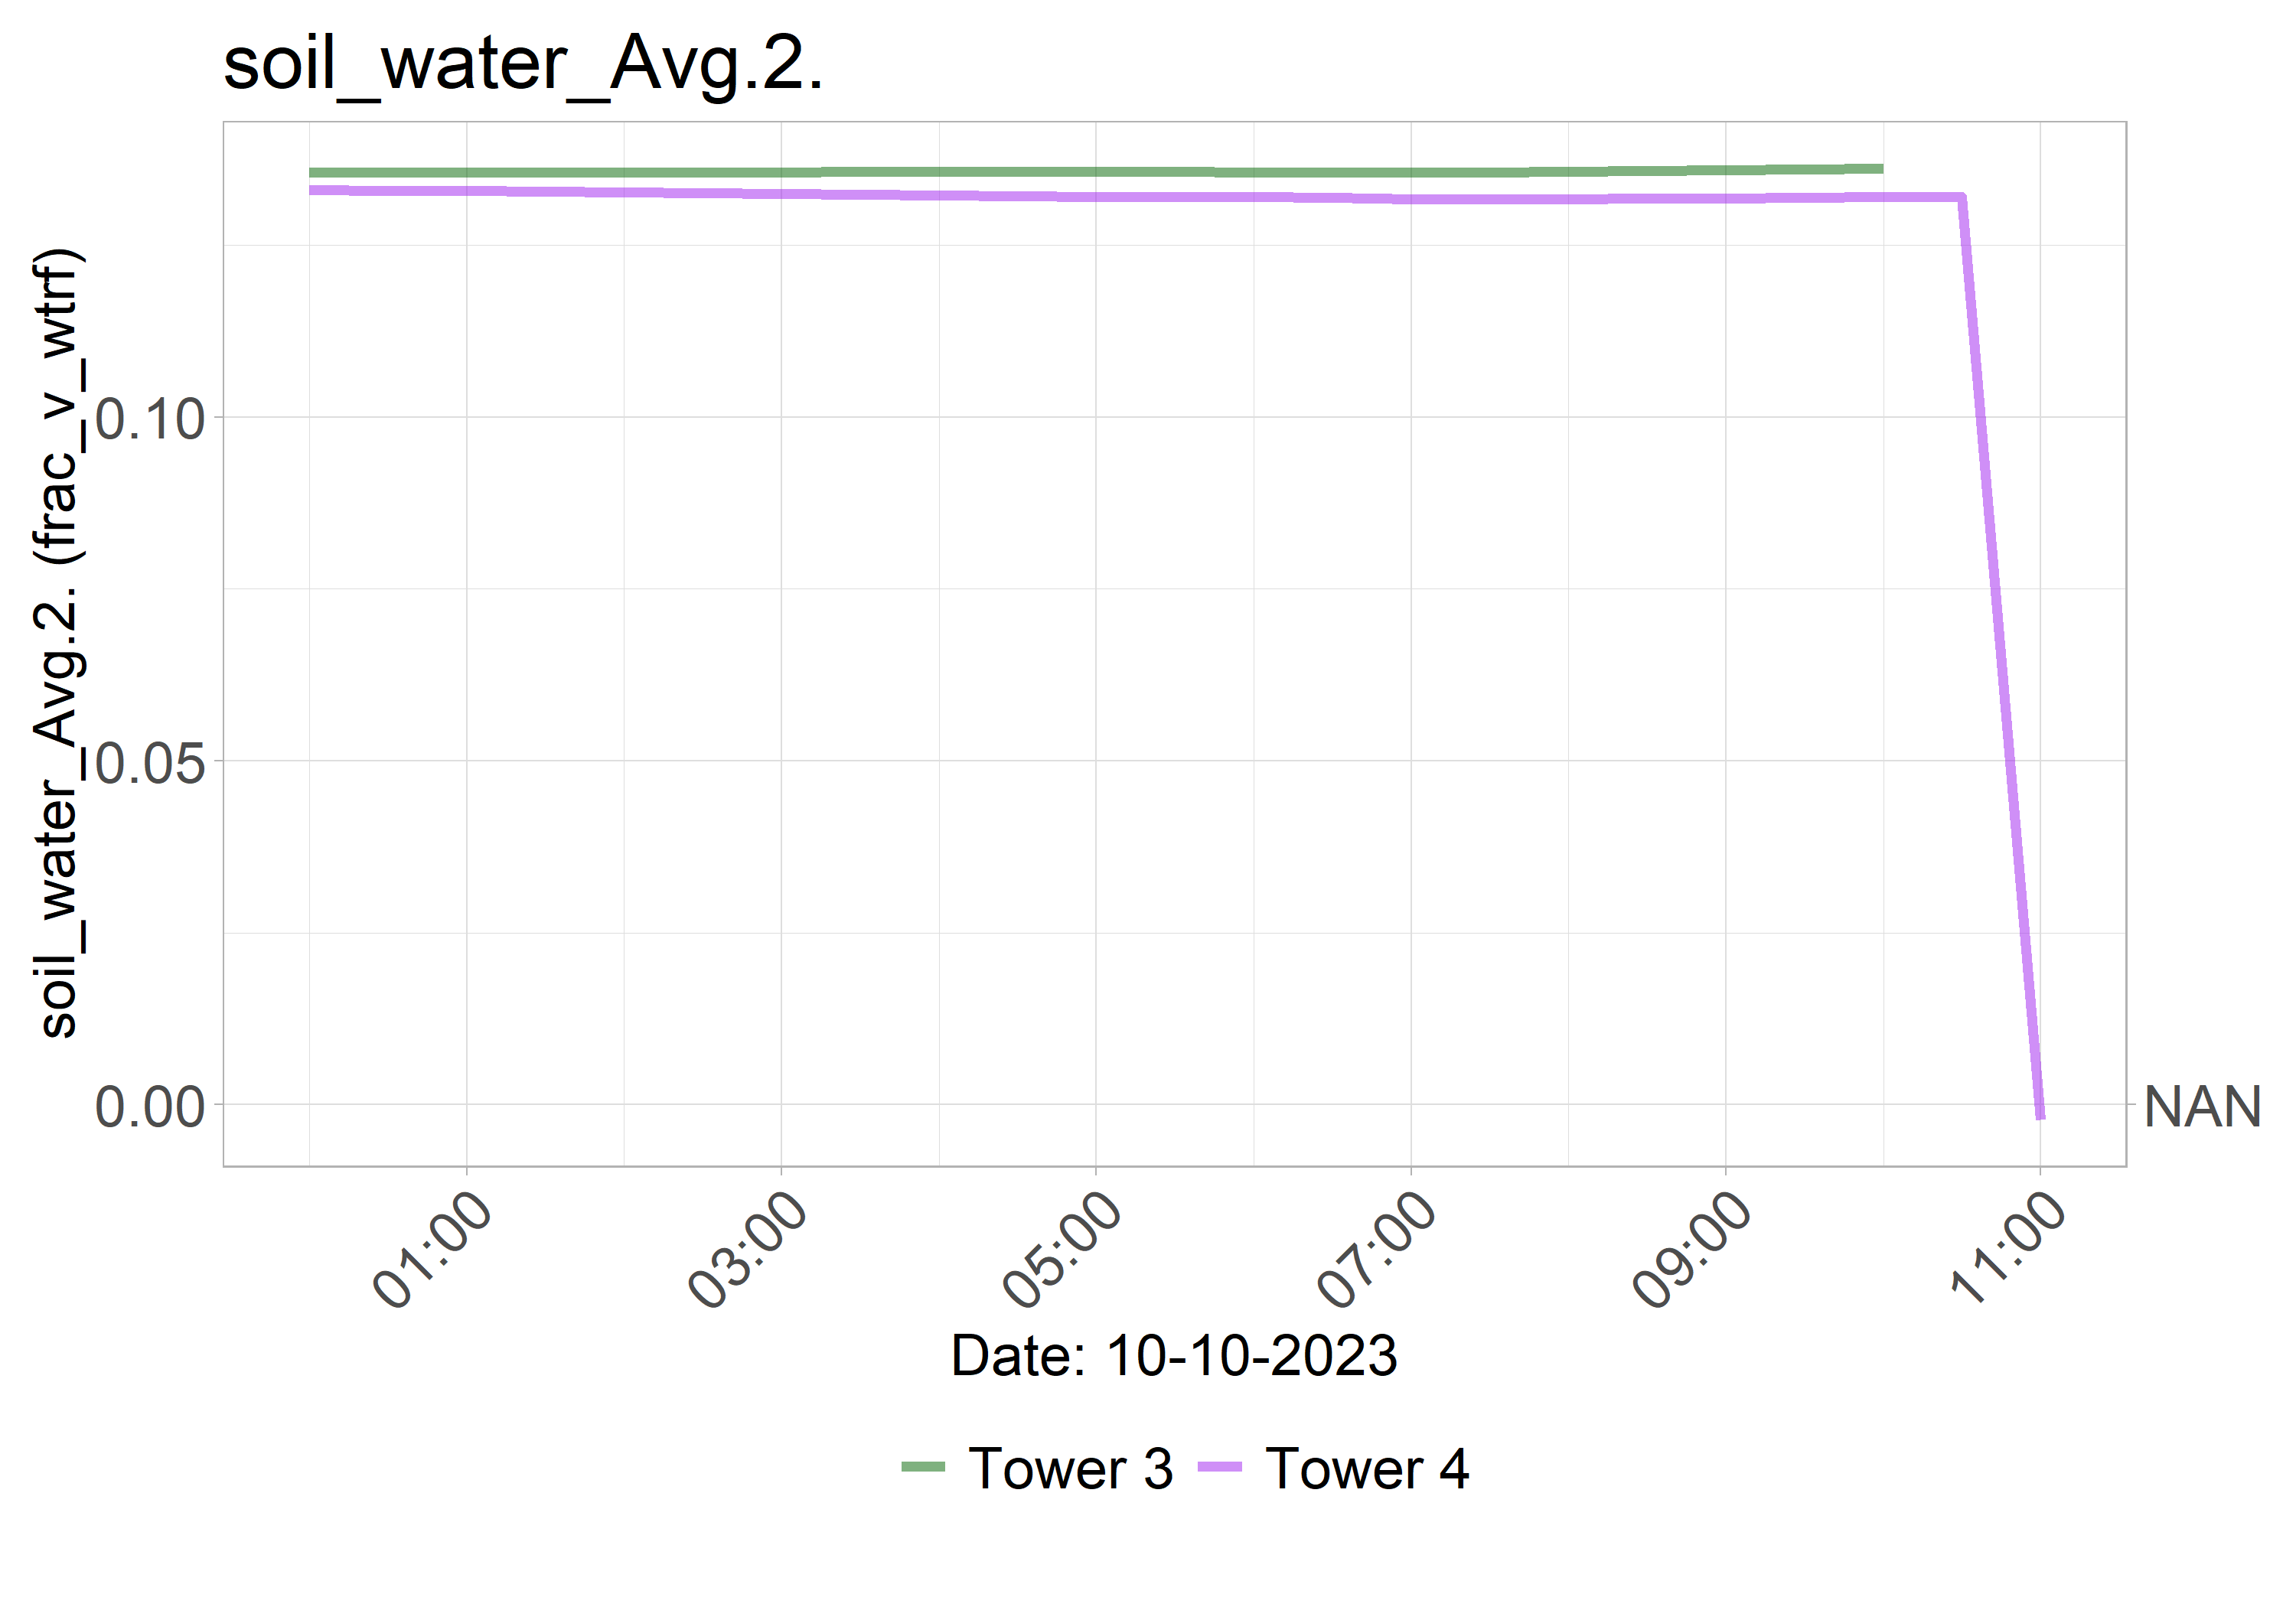 soil_water_Avg.2.
soil_water_Avg.2. (frac_v_wtrf)
0.10
0.05
0.00
NAN
01:00
03:00
05:00
07:00
09:00
11:00
Date: 10-10-2023
Tower 3
Tower 4